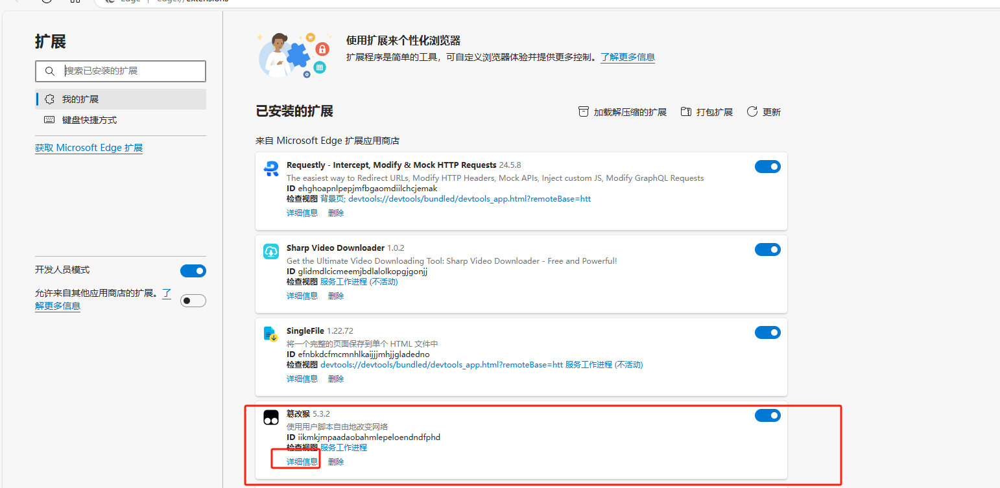 扩展
搜索已安装的扩展
我的扩展
键盘快捷方式
获取 Microsoft Edge 扩展
开发人员模式
允许来自其他应用商店的扩展。了
解更多信息
使用扩展来个性化浏览器
扩展程序是简单的工具，可自定义浏览器体验并提供更多控制。了解更多信息
已安装的扩展
加载解压缩的扩展
打包扩展
更新
来自 Microsoft Edge 扩展应用商店
Requestly - Intercept, Modify & Mock HTTP Requests 24.5.8
The easiest way to Redirect URLs, Modify HTTP Headers, Mock APIs, Inject custom JS, Modify GraphQL Requests
ID ehghoapnlpepjmfbgaomdiilchcjemak
检查视图 背景页; devtools://devtools/bundled/devtools_app.html?remoteBase=htt
详细信息 删除
Sharp Video Downloader 1.0.2
Get the Ultimate Video Downloading Tool: Sharp Video Downloader - Free and Powerful!
ID glidmdlcicmeemjbdlalolkopgjgonjj
检查视图 服务工作进程 (不活动)
详细信息 删除
SingleFile 1.22.72
将一个完整的页面保存到单个 HTML 文件中
ID efnbkdcfmcmnhlkaijjjmhjjgladedno
检查视图 devtools://devtools/bundled/devtools_app.html?remoteBase=htt 服务工作进程 (不活动)
详细信息 删除
篡改猴 5.3.2
使用用户脚本自由地改变网络
ID iikmkjmpaadaobahmlepeloendndfphd
检查视图 服务工作进程
详细信息 删除